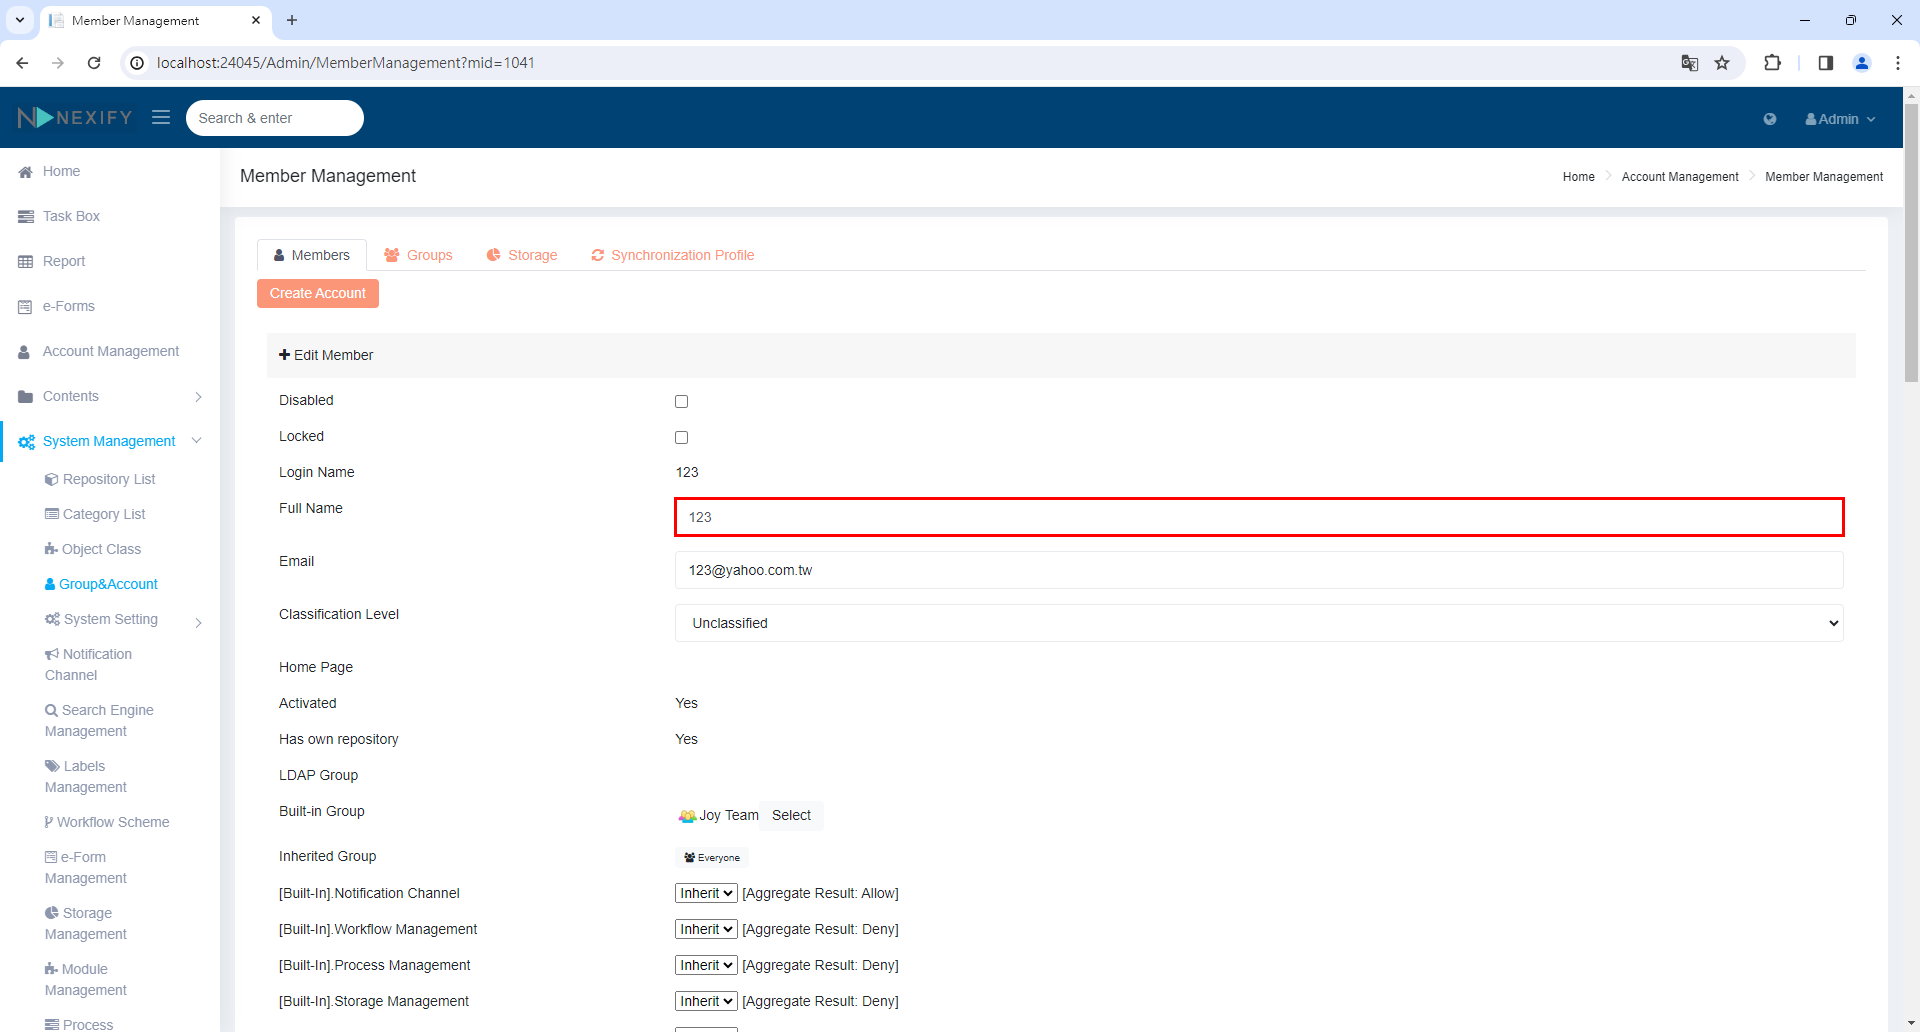 Member Management
localhost:24045/Admin/MemberManagement?mId=1041
NEXIFY
Search & enter
Admin
Home
Task Box
Report
e-Forms
Account Management
Contents
System Management
Repository List
Category List
Object Class
Group&Account
System Setting
Notification
Channel
Search Engine
Management
Labels
Management
Workflow Scheme
e-Form
Management
Storage
Management
Module
Management
Process
Member Management
Home
Account Management
Member Management
Members
Groups
Storage
Synchronization Profile
Create Account
Edit Member
Disabled
Locked
Login Name 123
Full Name 123
Email 123@yahoo.com.tw
Classification Level Unclassified
Home Page
Activated Yes
Has own repository Yes
LDAP Group
Built-in Group Joy Team Select
Inherited Group Everyone
[Built-In].Notification Channel Inherit [Aggregate Result: Allow]
[Built-In].Workflow Management Inherit [Aggregate Result: Deny]
[Built-In].Process Management Inherit [Aggregate Result: Deny]
[Built-In].Storage Management Inherit [Aggregate Result: Deny]